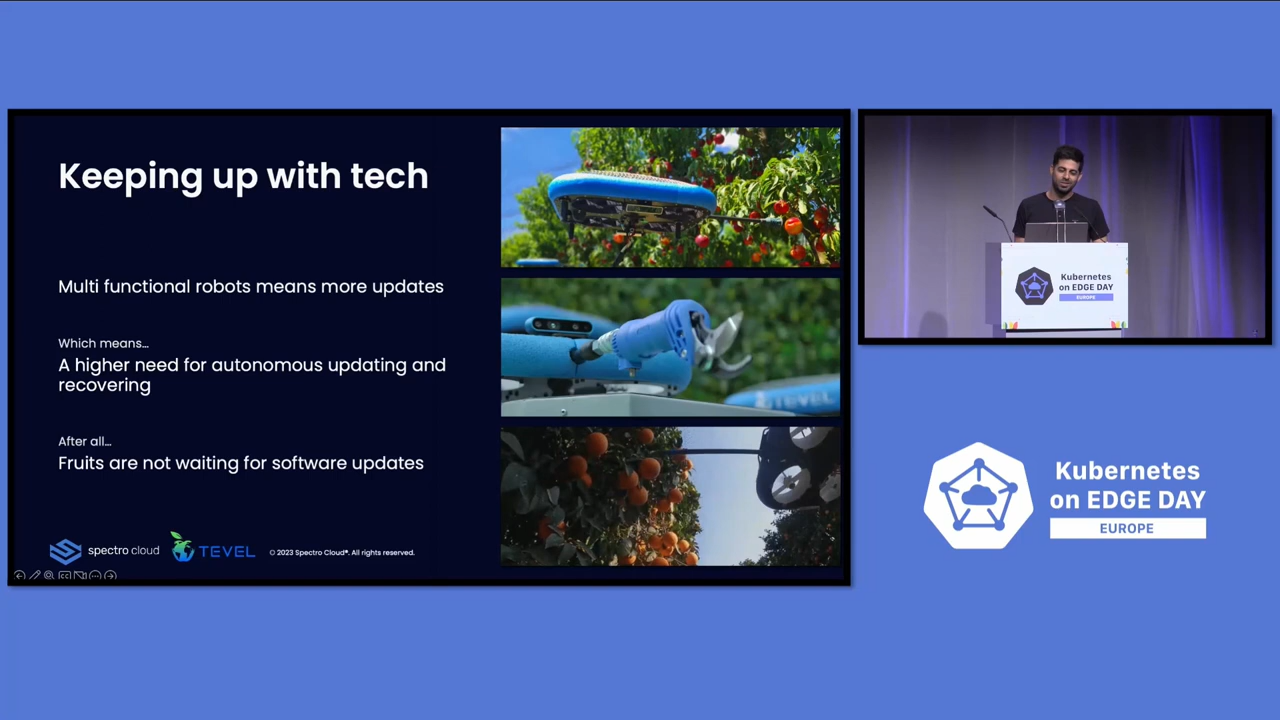 Keeping up with tech
Multi functional robots means more updates
Which means...
A higher need for autonomous updating and
recovering
After all...
Fruits are not waiting for software updates
spectro cloud
TEVEL
© 2023 Spectro Cloud®. All rights reserved.
TEVEL
Kubernetes
on EDGE DAY
EUROPE
Kubernetes
on EDGE DAY
EUROPE